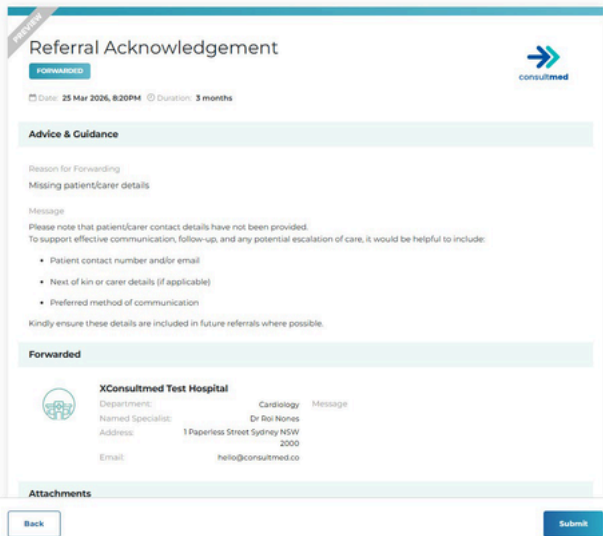 PREVIEW
Referral Acknowledgement
FORWARDED
consultmed
Date: 25 Mar 2026, 8:20PM Duration: 3 months
Advice & Guidance
Reason for Forwarding
Missing patient/carer details
Message
Please note that patient/carer contact details have not been provided.
To support effective communication, follow-up, and any potential escalation of care, it would be helpful to include:
• Patient contact number and/or email
• Next of kin or carer details (if applicable)
• Preferred method of communication
Kindly ensure these details are included in future referrals where possible.
Forwarded
XConsultmed Test Hospital
Department: Cardiology
Named Specialist: Dr Roi Nones
Address: 1 Paperless Street Sydney NSW
2000
Email: hello@consultmed.co
Message
Attachments
Back
Submit